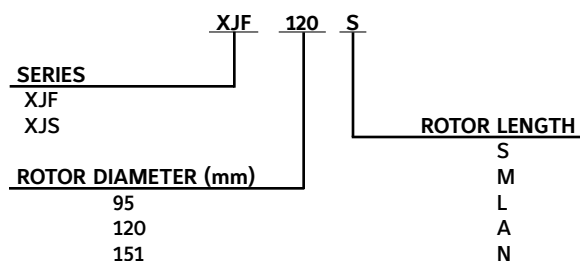 XJF 120 S
SERIES
XJF
XJS
ROTOR LENGTH
S
ROTOR DIAMETER (mm)
M
95
L
120
A
151
N